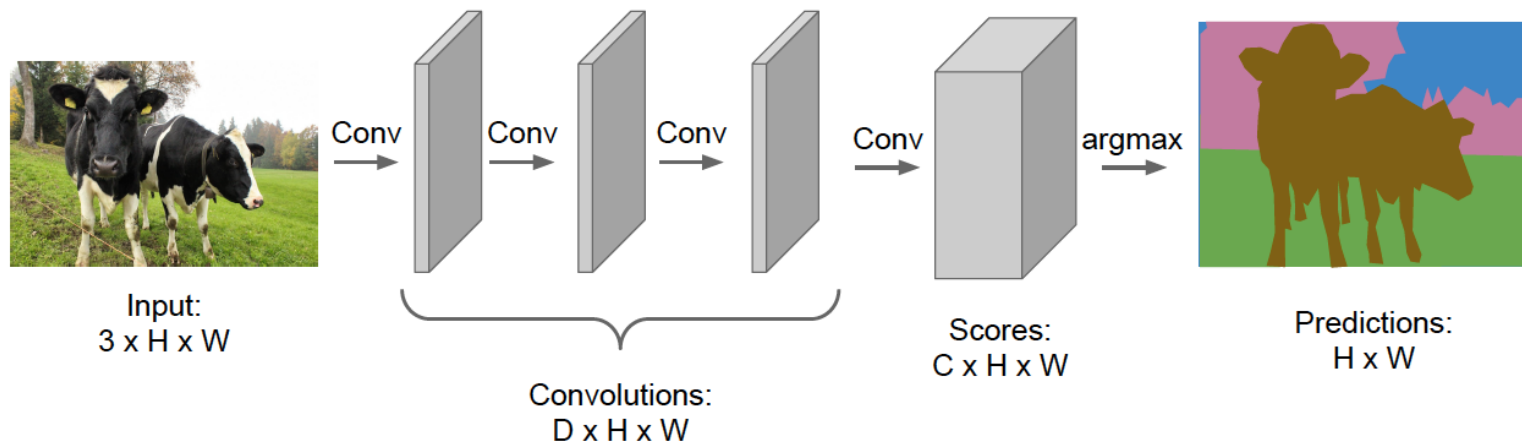 Conv
Conv
Conv
Conv
argmax
Input:
3 x H x W
Convolutions:
D x H x W
Scores:
C x H x W
Predictions:
H x W